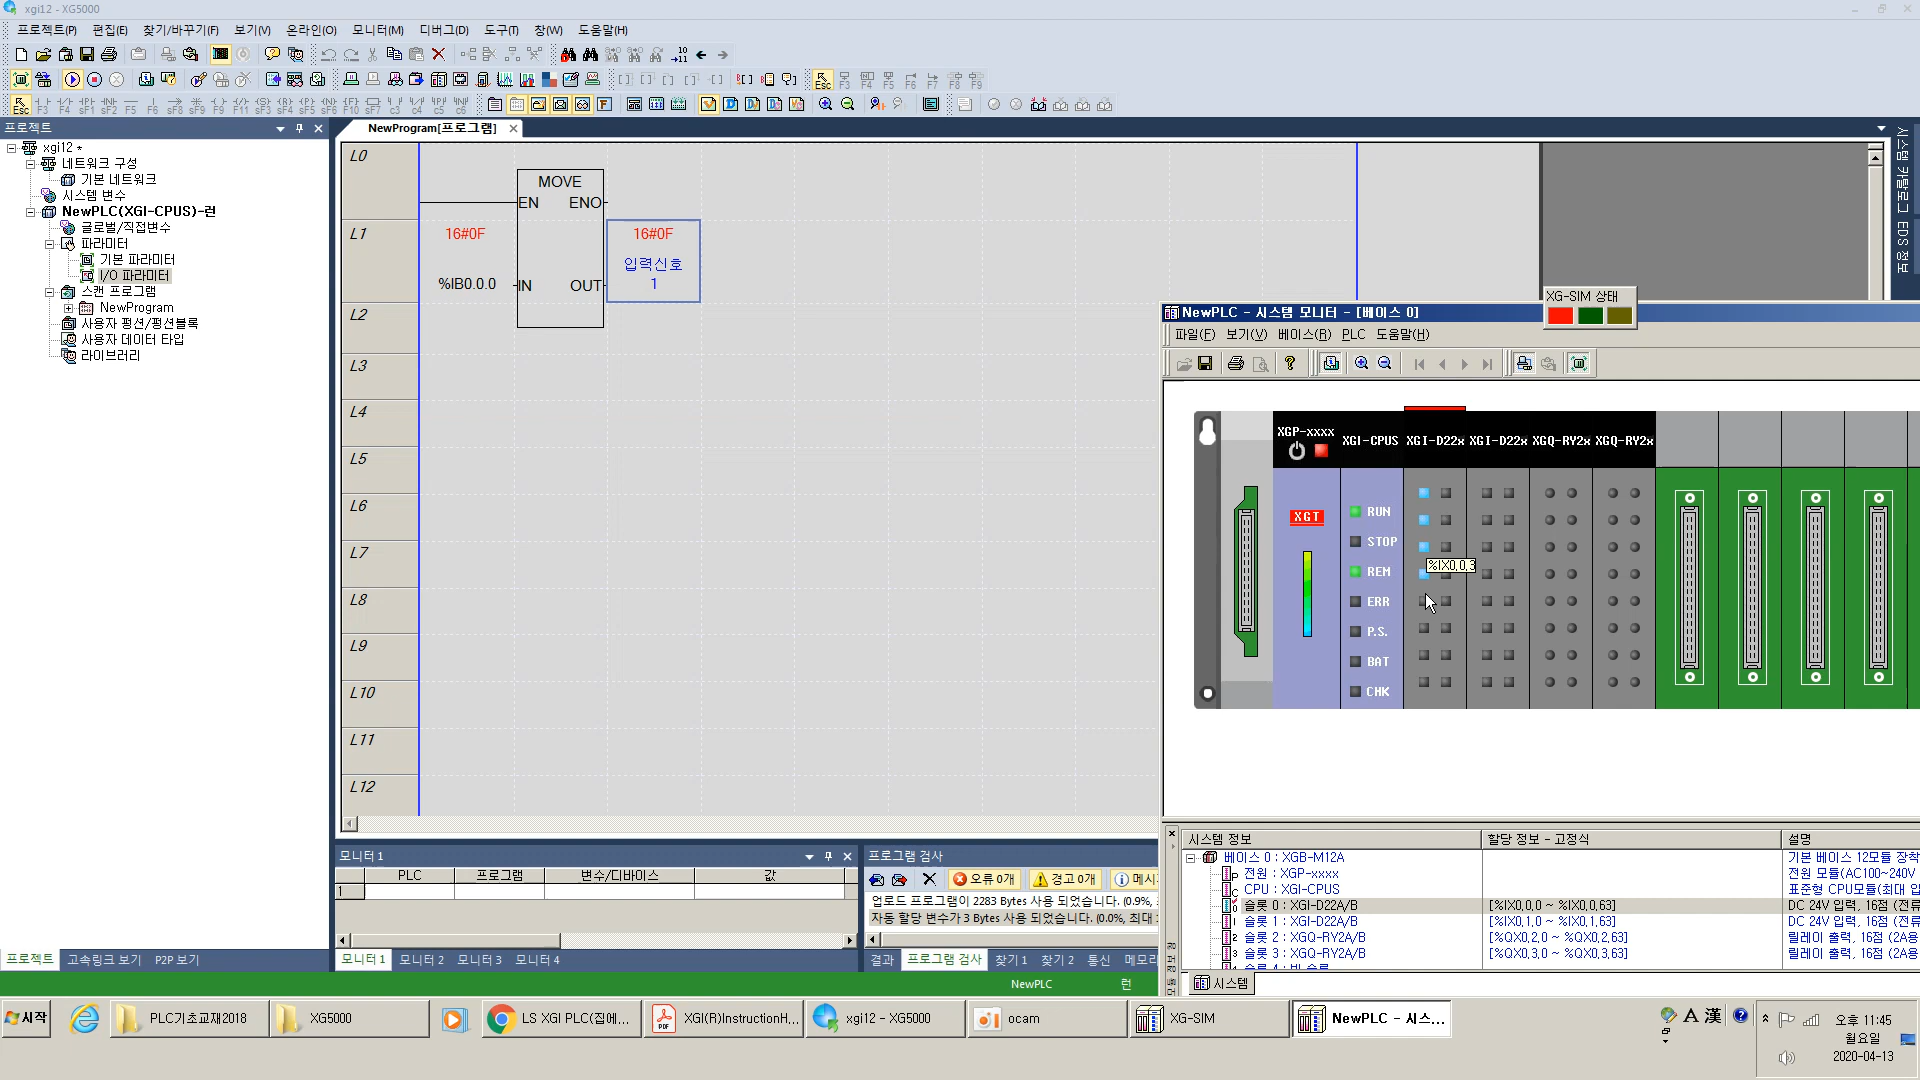 xgi12 - XG5000
프로젝트(P) 편집(E) 찾기/바꾸기(F) 보기(V) 온라인(O) 모니터(M) 디버그(D) 도구(T) 창(W) 도움말(H)
프로젝트
NewProgram[프로그램]
xgi12 *
네트워크 구성
기본 네트워크
시스템 변수
NewPLC(XGI-CPUS)-런
글로벌/직접변수
파라미터
기본 파라미터
I/O 파라미터
스캔 프로그램
NewProgram
사용자 펑션/펑션블록
사용자 데이터 타입
라이브러리
L0
MOVE
EN ENO
L1
16#0F
16#0F
입력신호
1
%IB0.0.0
IN OUT
L2
L3
L4
L5
L6
L7
L8
L9
L10
L11
L12
시스템 카탈로그
EDS 정보
XG-SIM 상태
NewPLC - 시스템 모니터 - [베이스 0]
파일(F) 보기(V) 베이스(R) PLC 도움말(H)
XGP-xxxx XGI-CPUS XGI-D22x XGI-D22x XGQ-RY2x XGQ-RY2x
XGT
RUN
STOP
REM
ERR
P.S.
BAT
CHK
%IX0.0.3
시스템 정보 할당 정보 - 고정식 설명
베이스 0 : XGB-M12A 기본 베이스 12모듈 장착
전원 : XGP-xxxx 전원 모듈(AC100~240V
CPU : XGI-CPUS 표준형 CPU모듈(최대 입
슬롯 0 : XGI-D22A/B [%IX0.0.0 ~ %IX0.0.63] DC 24V 입력, 16점 (전류
슬롯 1 : XGI-D22A/B [%IX0.1.0 ~ %IX0.1.63] DC 24V 입력, 16점 (전류
슬롯 2 : XGQ-RY2A/B [%QX0.2.0 ~ %QX0.2.63] 릴레이 출력, 16점 (2A용
슬롯 3 : XGQ-RY2A/B [%QX0.3.0 ~ %QX0.3.63] 릴레이 출력, 16점 (2A용
시스템
모니터 1
PLC 프로그램 변수/디바이스 값
1
모니터 1 모니터 2 모니터 3 모니터 4
프로그램 검사
오류 0개 경고 0개 메시
업로드 프로그램이 2283 Bytes 사용 되었습니다. (0.9%,
자동 할당 변수가 3 Bytes 사용 되었습니다. (0.0%, 최대
결과 프로그램 검사 찾기 1 찾기 2 통신 메모리
프로젝트 고속링크 보기 P2P 보기
NewPLC 런
시작 PLC기초교재2018 XG5000 LS XGI PLC(집에... XGI(R)InstructionH... xgi12 - XG5000 ocam XG-SIM NewPLC - 시스...
A 漢
오후 11:45
월요일
2020-04-13